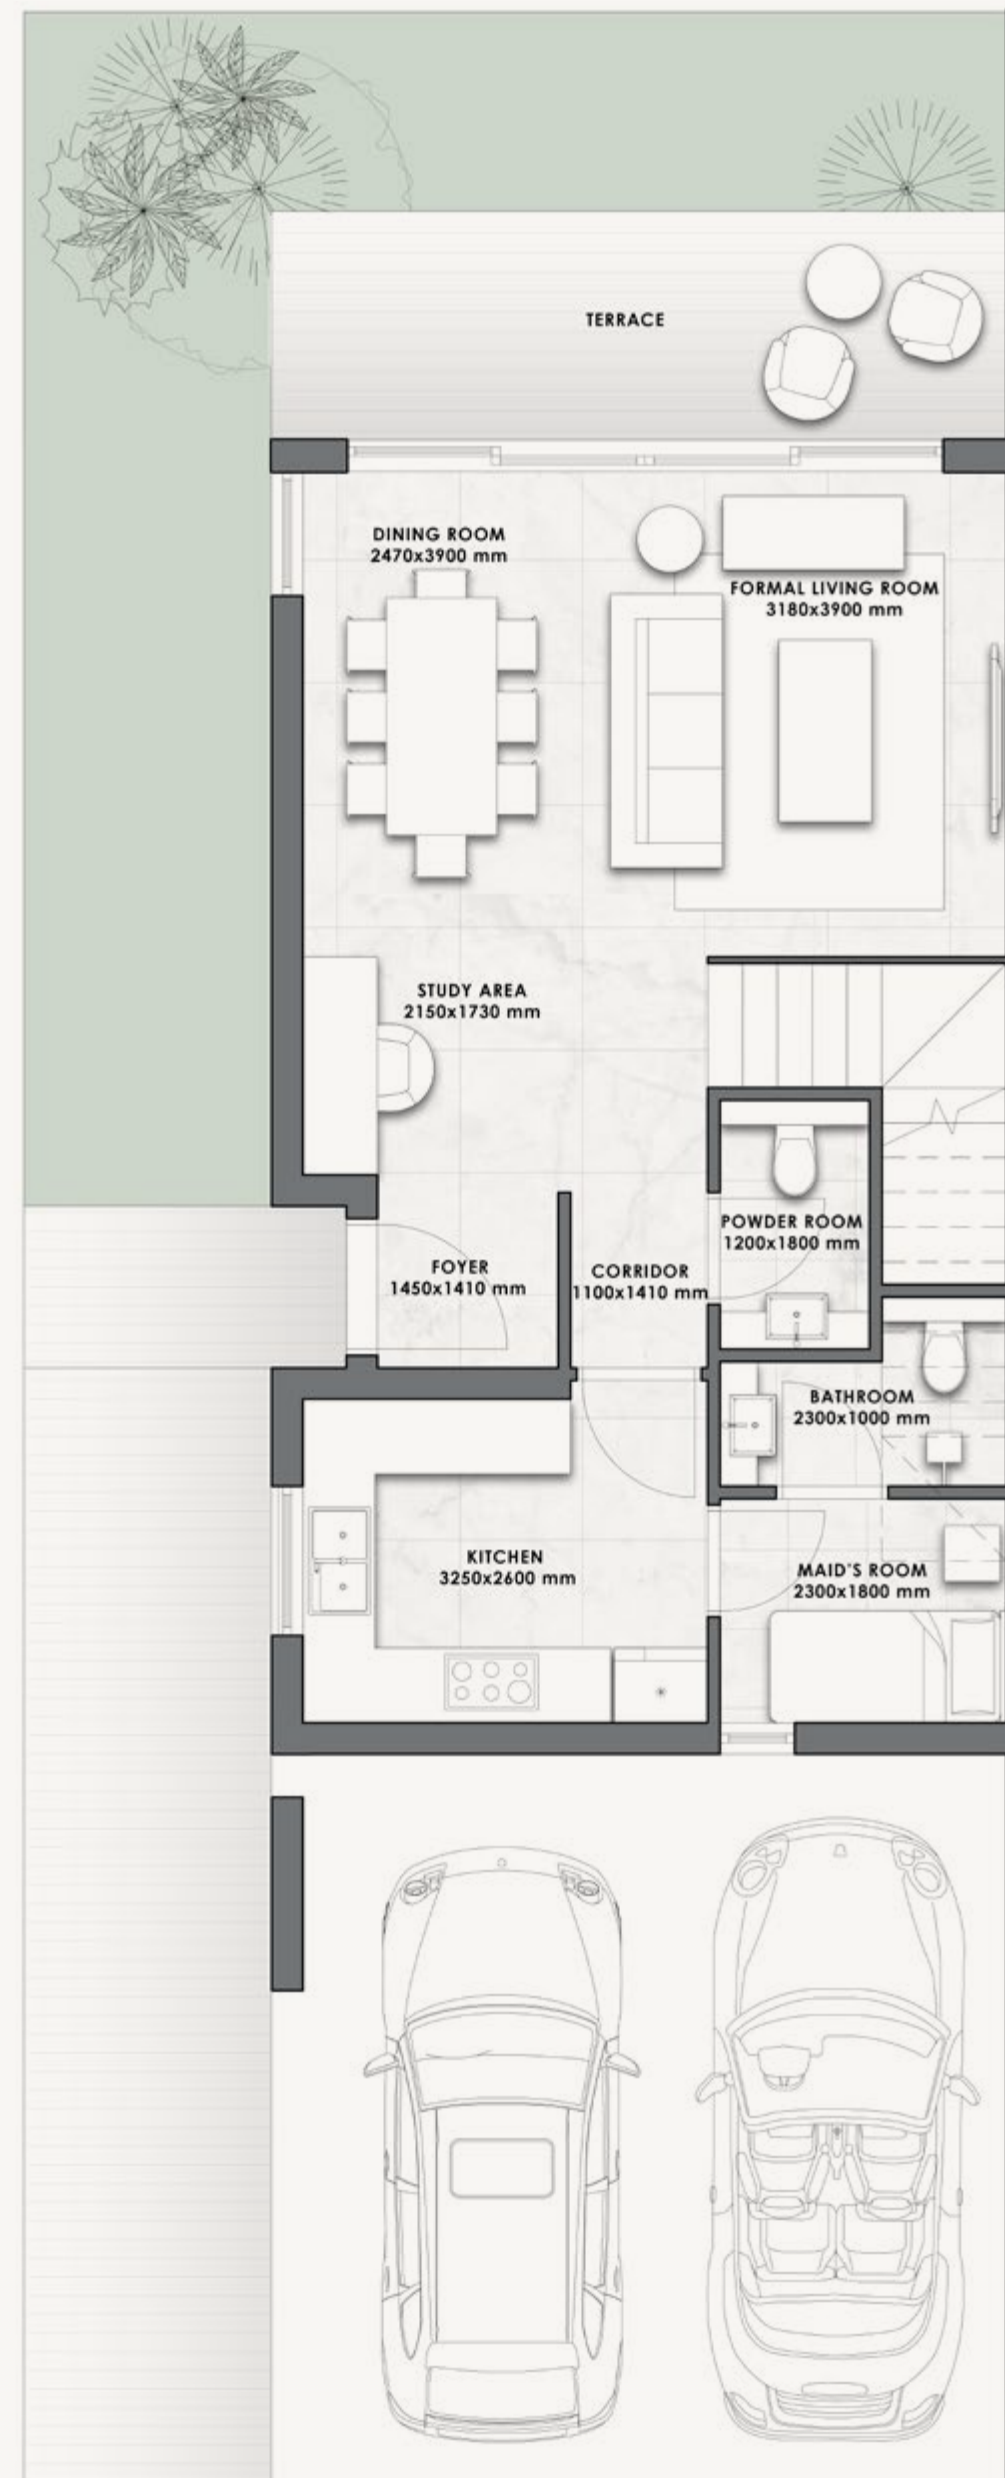 TERRACE
DINING ROOM
2470x3900 mm
FORMAL LIVING ROOM
3180x3900 mm
STUDY AREA
2150x1730 mm
POWDER ROOM
1200x1800 mm
FOYER
1450x1410 mm
CORRIDOR
1100x1410 mm
BATHROOM
2300x1000 mm
KITCHEN
3250x2600 mm
MAID'S ROOM
2300x1800 mm